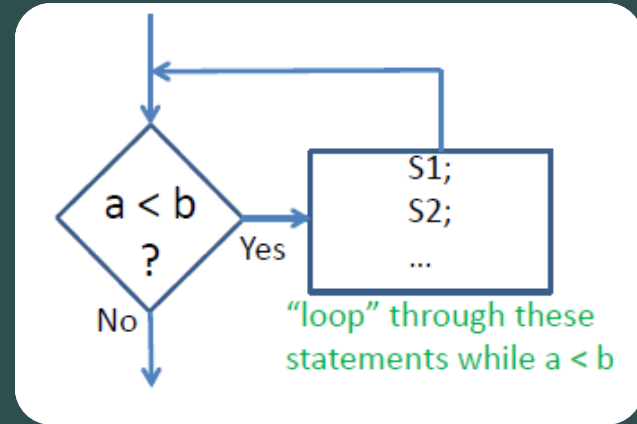 S1;
a < b
S2;
?
Yes
...
No
“loop” through these
statements while a < b